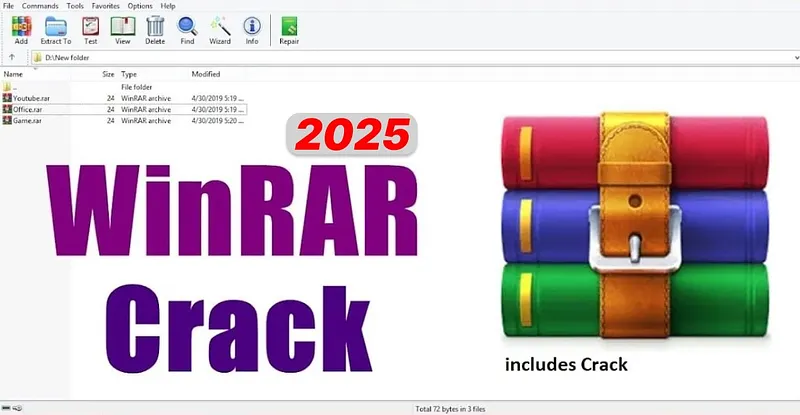 File Commands Tools Favorites Options Help
Add Extract To Test View Delete Find Wizard Info Repair
D:\New folder
Name Size Type Modified
.. File folder
Youtube.rar 24 WinRAR archive 4/30/2019 5:19 ...
Office.rar 24 WinRAR archive 4/30/2019 5:19 ...
Game.rar 24 WinRAR archive 4/30/2019 5:20 ...
2025
WinRAR
Crack
includes Crack
Total 72 bytes in 3 files